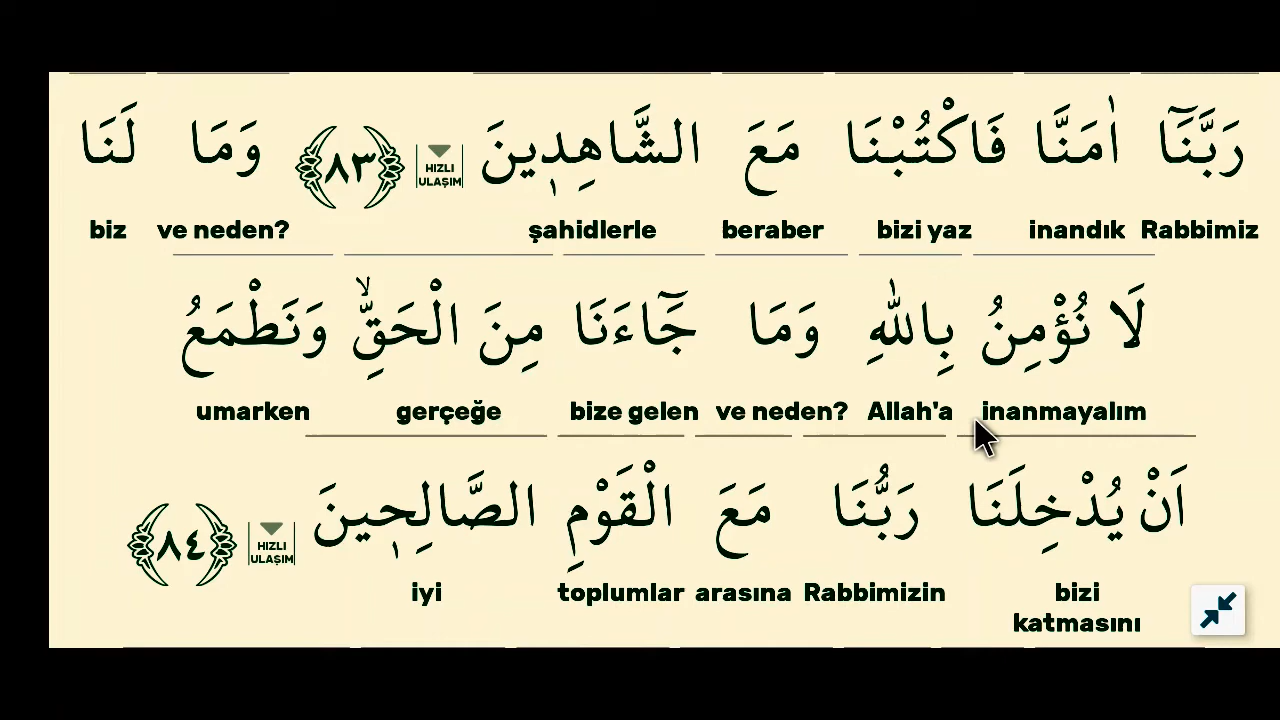 رَبَّنَٓا اٰمَنَّا فَاكْتُبْنَا مَعَ الشَّاهِد۪ينَ HIZLI ULAŞIM ﴿٨٣﴾ وَمَا لَنَا
Rabbimiz inandık bizi yaz beraber şahidlerle ve neden? biz
لَا نُؤْمِنُ بِاللّٰهِ وَمَا جَٓاءَنَا مِنَ الْحَقِّۙ وَنَطْمَعُ
inanmayalım Allah'a ve neden? bize gelen gerçeğe umarken
اَنْ يُدْخِلَنَا رَبُّنَا مَعَ الْقَوْمِ الصَّالِح۪ينَ HIZLI ULAŞIM ﴿٨٤﴾
bizi katmasını Rabbimizin arasına toplumlar iyi